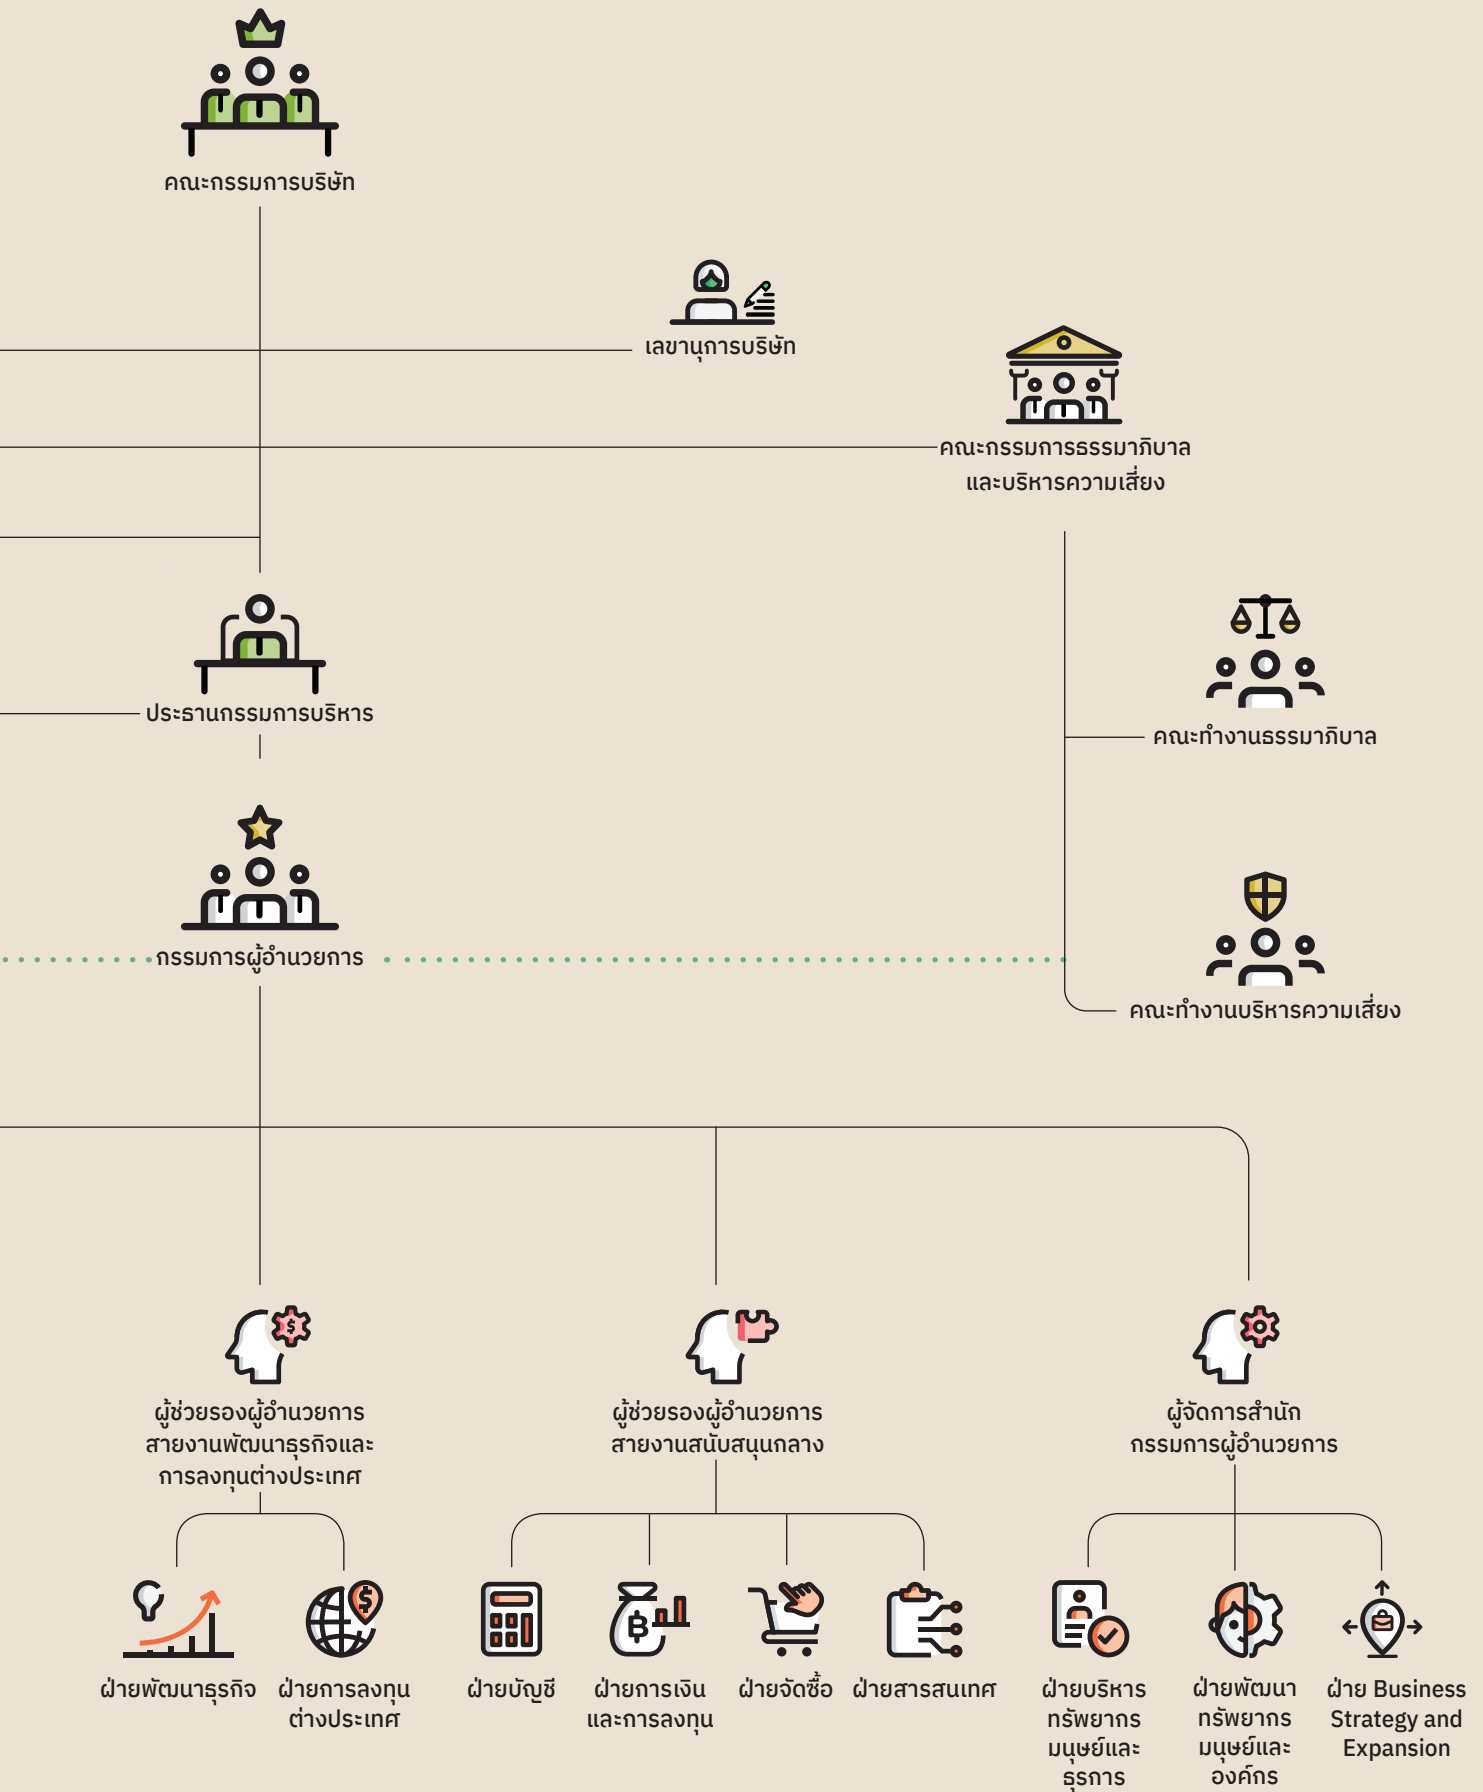 คณะกรรมการบริษัท
เลขานุการบริษัท
คณะกรรมการธรรมาภิบาล
และบริหารความเสี่ยง
ประธานกรรมการบริหาร
คณะทำงานธรรมาภิบาล
กรรมการผู้อำนวยการ
คณะทำงานบริหารความเสี่ยง
ผู้ช่วยรองผู้อำนวยการ
สายงานพัฒนาธุรกิจและ
การลงทุนต่างประเทศ
ผู้ช่วยรองผู้อำนวยการ
สายงานสนับสนุนกลาง
ผู้จัดการสำนัก
กรรมการผู้อำนวยการ
ฝ่ายพัฒนาธุรกิจ
ฝ่ายการลงทุน
ต่างประเทศ
ฝ่ายบัญชี
ฝ่ายการเงิน
และการลงทุน
ฝ่ายจัดซื้อ
ฝ่ายสารสนเทศ
ฝ่ายบริหาร
ทรัพยากร
มนุษย์และ
ธุรการ
ฝ่ายพัฒนา
ทรัพยากร
มนุษย์และ
องค์กร
ฝ่าย Business
Strategy and
Expansion